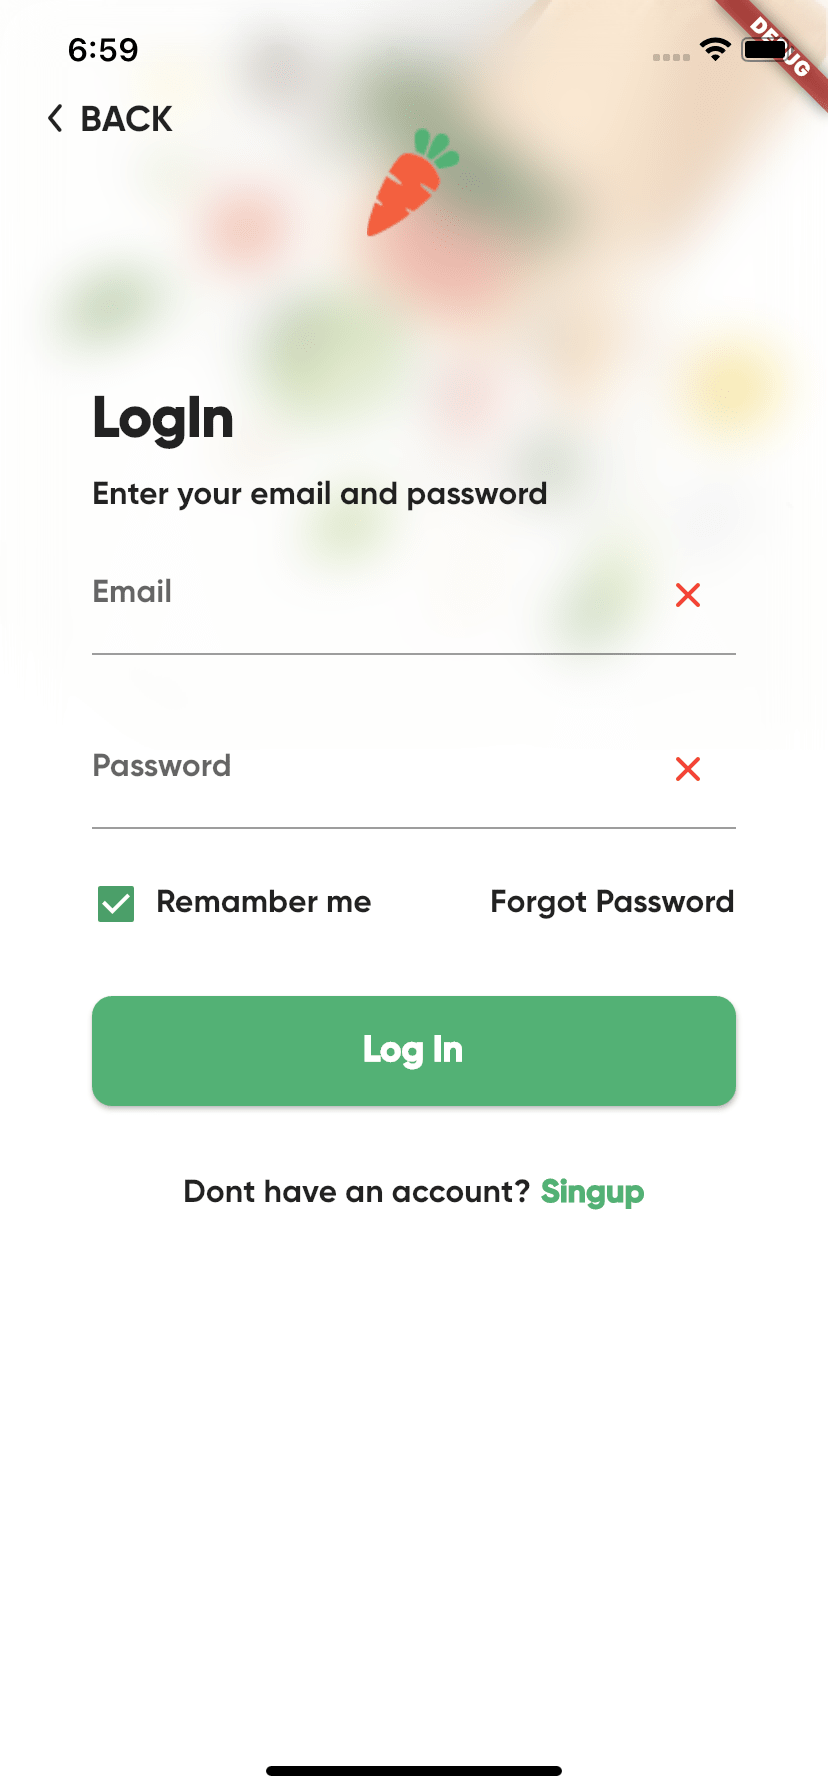 6:59
DEBUG
BACK
LogIn
Enter your email and password
Email
Password
Remamber me
Forgot Password
Log In
Dont have an account? Singup